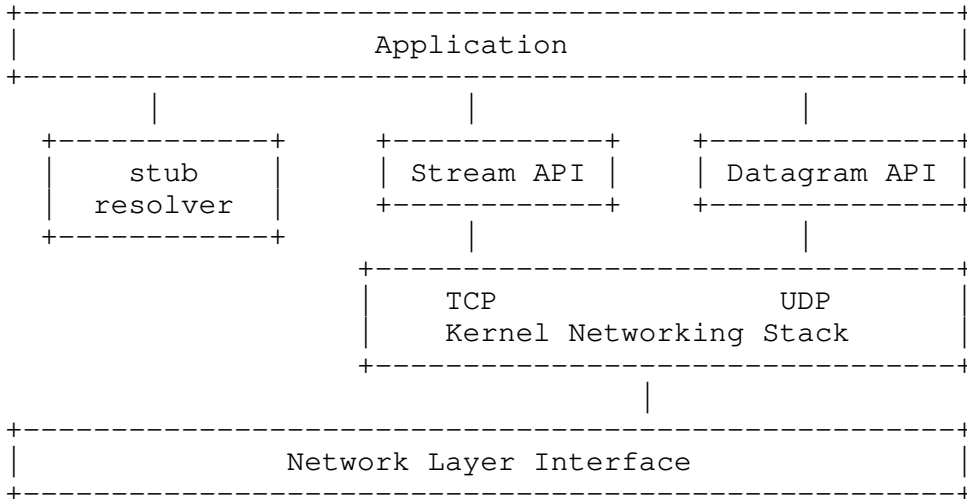 Application
stub Stream API Datagram API
resolver
TCP UDP
Kernel Networking Stack
Network Layer Interface